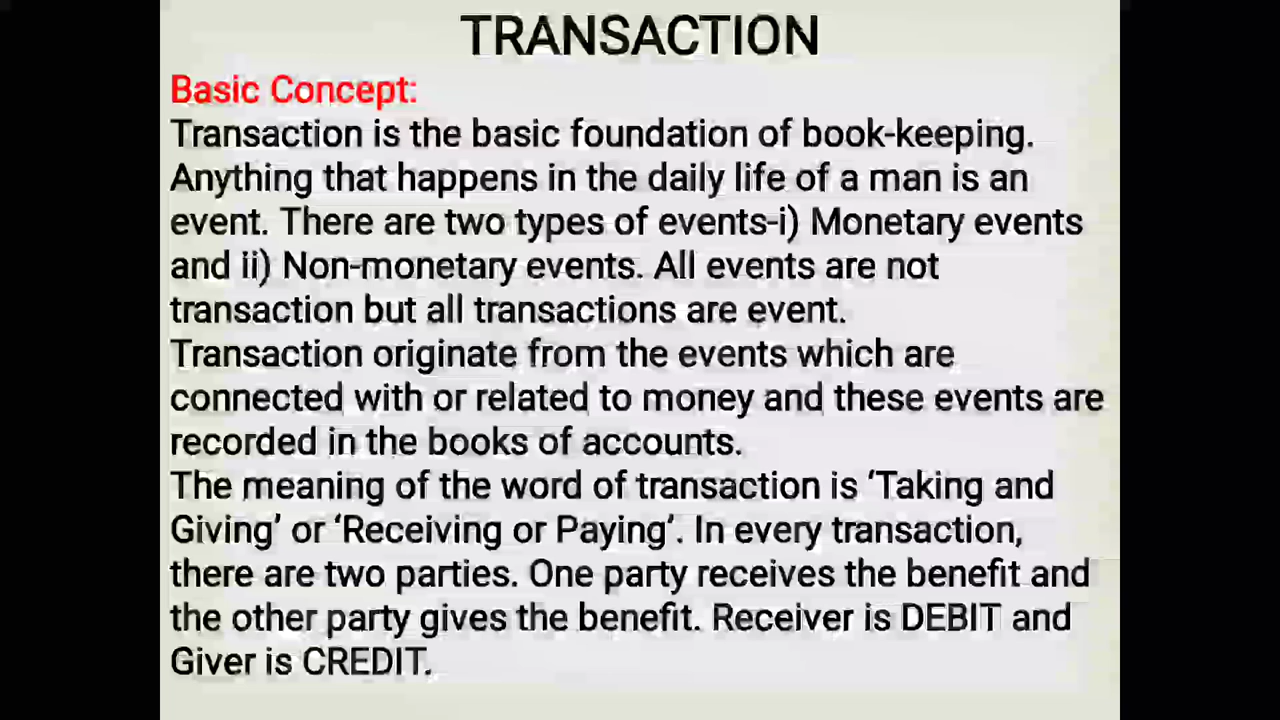 TRANSACTION
Basic Concept:
Transaction is the basic foundation of book-keeping.
Anything that happens in the daily life of a man is an
event. There are two types of events-i) Monetary events
and ii) Non-monetary events. All events are not
transaction but all transactions are event.
Transaction originate from the events which are
connected with or related to money and these events are
recorded in the books of accounts.
The meaning of the word of transaction is ‘Taking and
Giving’ or ‘Receiving or Paying’. In every transaction,
there are two parties. One party receives the benefit and
the other party gives the benefit. Receiver is DEBIT and
Giver is CREDIT.